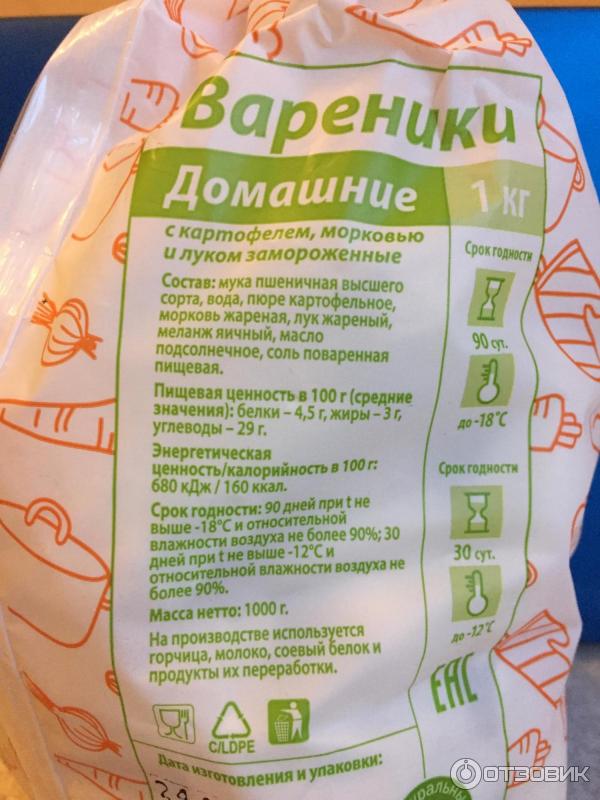 Вареники
Домашние
1 кг
с картофелем, морковью
и луком замороженные
Состав: мука пшеничная высшего
сорта, вода, пюре картофельное,
морковь жареная, лук жареный,
меланж яичный, масло
подсолнечное, соль поваренная
пищевая.
Пищевая ценность в 100 г (средние
значения): белки – 4,5 г, жиры – 3 г,
углеводы – 29 г.
Энергетическая
ценность/калорийность в 100 г:
680 кДж / 160 ккал.
Срок годности: 90 дней при t не
выше -18°С и относительной
влажности воздуха не более 90%; 30
дней при t не выше -12°С и
относительной влажности воздуха не
более 90%.
Масса нетто: 1000 г.
На производстве используется
горчица, молоко, соевый белок и
продукты их переработки.
C/LDPE
Дата изготовления и упаковки:
Срок годности
90 сут.
до -18°С
Срок годности
30 сут.
до -12°С
ЕАС
ОТЗОВИК